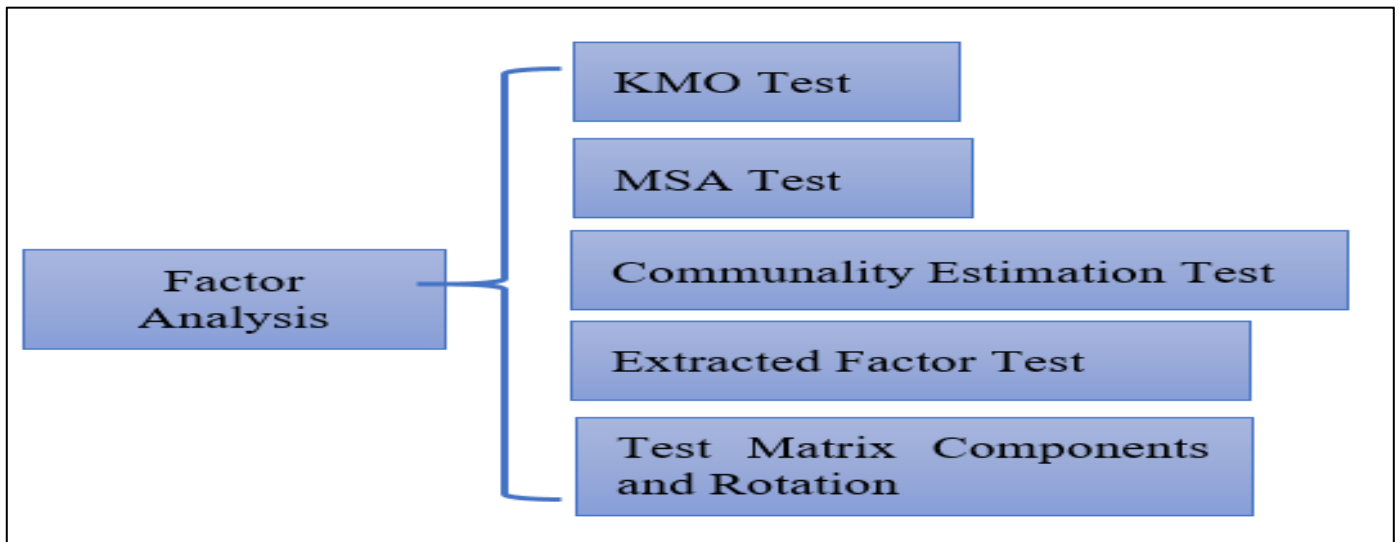 Factor
Analysis
KMO Test
MSA Test
Communality Estimation Test
Extracted Factor Test
Test Matrix Components
and Rotation